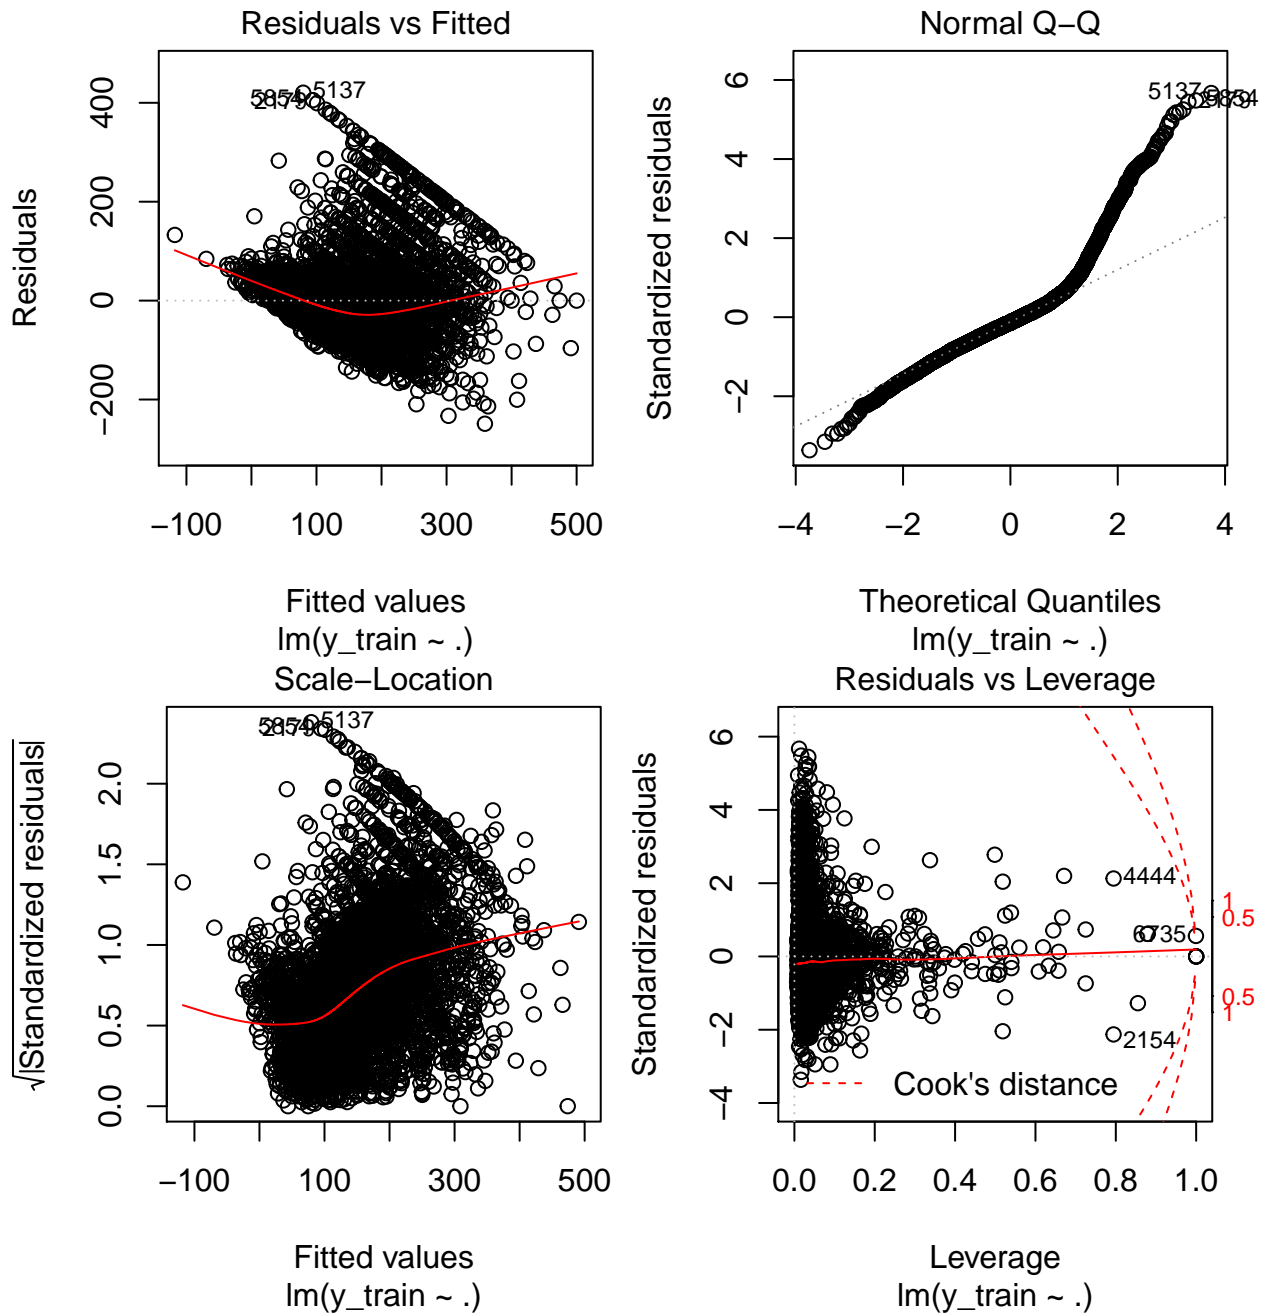 Residuals vs Fitted
Residuals
400
200
0
−200
5137
−100
100
300
500
Fitted values
lm(y_train ~ .)
Normal Q−Q
Standardized residuals
6
4
2
0
−2
5137
5854
−4
−2
0
2
4
Theoretical Quantiles
lm(y_train ~ .)
Scale−Location
√|Standardized residuals|
2.0
1.5
1.0
0.5
0.0
5137
−100
100
300
500
Fitted values
lm(y_train ~ .)
Residuals vs Leverage
Standardized residuals
6
4
2
0
−2
−4
4444
6735
2154
1
0.5
0.5
1
Cook's distance
0.0
0.2
0.4
0.6
0.8
1.0
Leverage
lm(y_train ~ .)